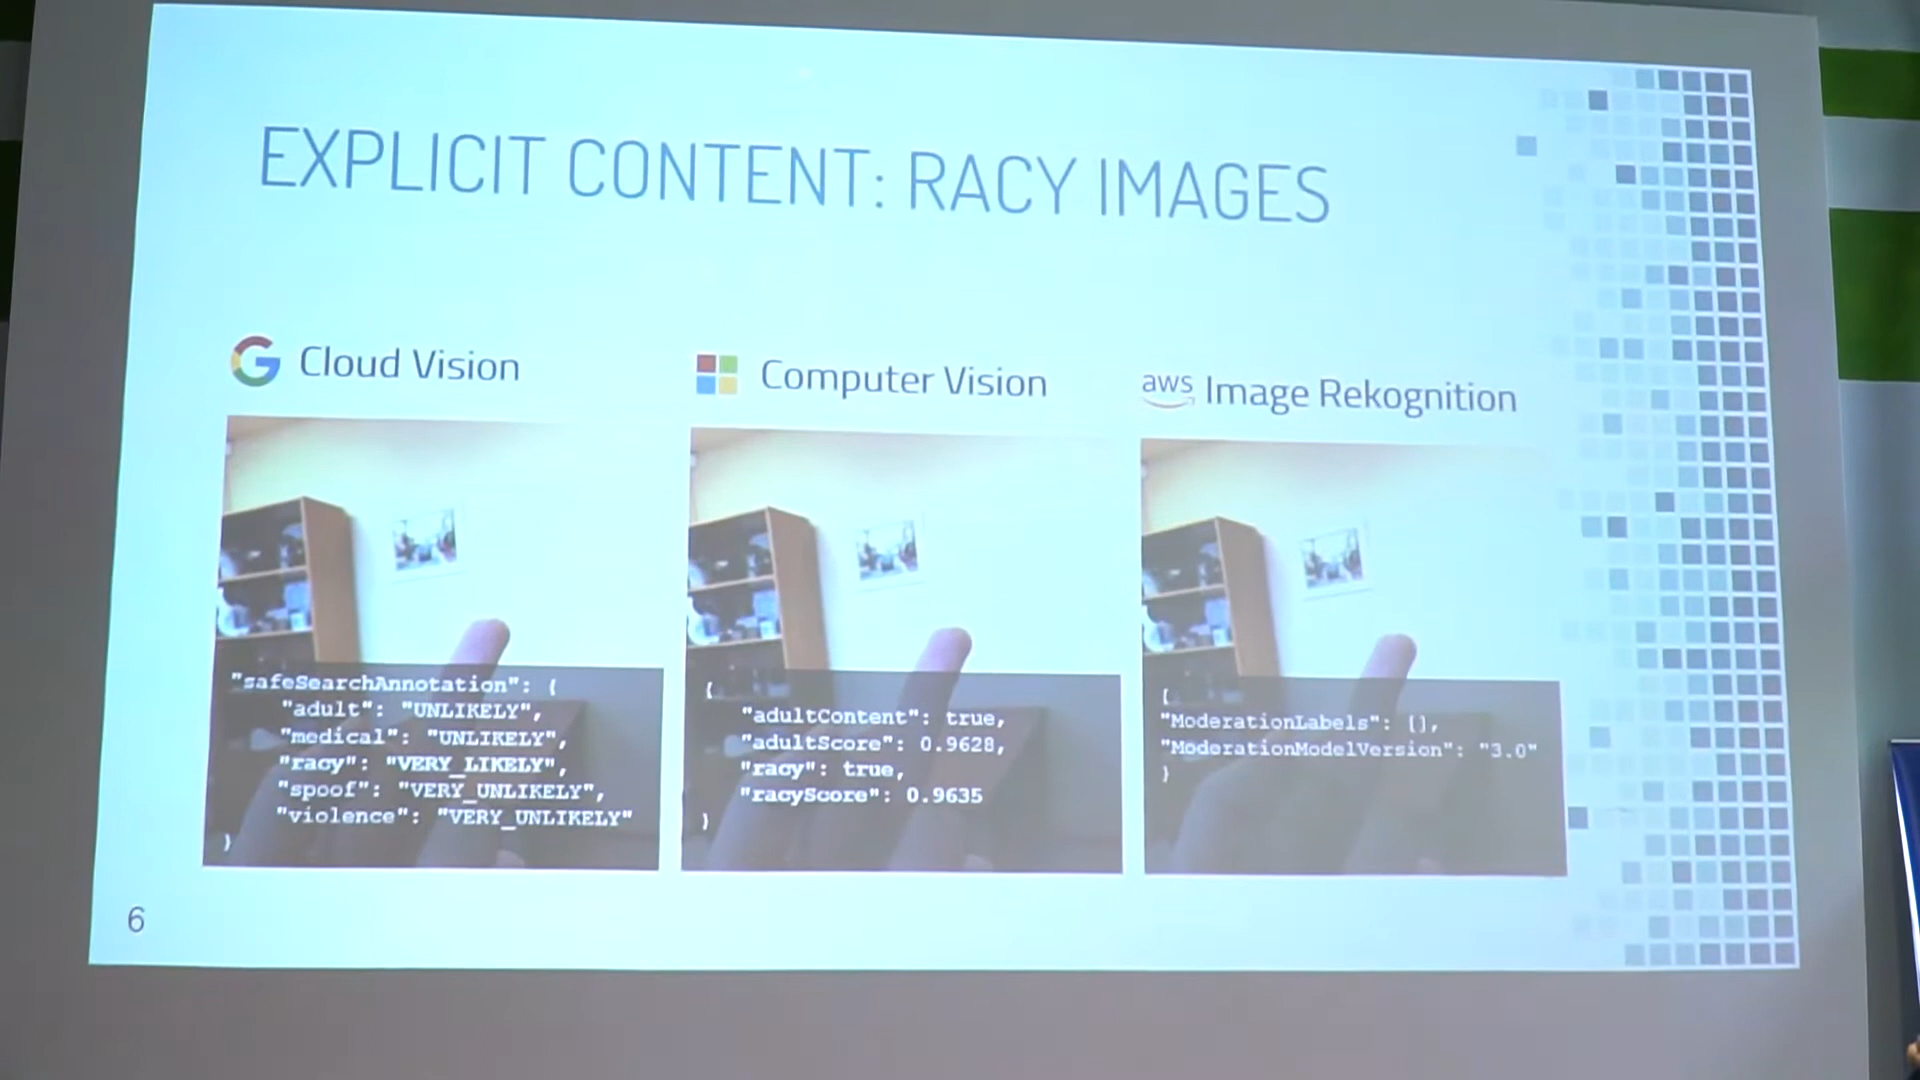 EXPLICIT CONTENT: RACY IMAGES
Cloud Vision
"safeSearchAnnotation": {
"adult": "UNLIKELY",
"medical": "UNLIKELY",
"racy": "VERY_LIKELY",
"spoof": "VERY_UNLIKELY",
"violence": "VERY_UNLIKELY"
}
Computer Vision
{
"adultContent": true,
"adultScore": 0.9628,
"racy": true,
"racyScore": 0.9635
}
aws Image Rekognition
{
"ModerationLabels": [],
"ModerationModelVersion": "3.0"
}
6